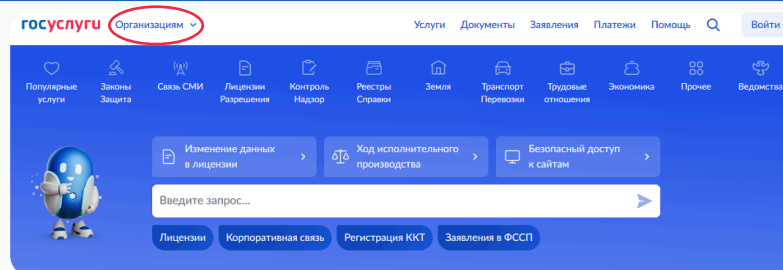 госуслуги Организациям Услуги Документы Заявления Платежи Помощь Войти
Популярные услуги
Законы Защита
Связь СМИ
Лицензии Разрешения
Контроль Надзор
Реестры Справки
Земля
Транспорт Перевозки
Трудовые отношения
Экономика
Прочее
Ведомства
Изменение данных
в лицензии
Ход исполнительного
производства
Безопасный доступ
к сайтам
Введите запрос...
Лицензии Корпоративная связь Регистрация ККТ Заявления в ФССП